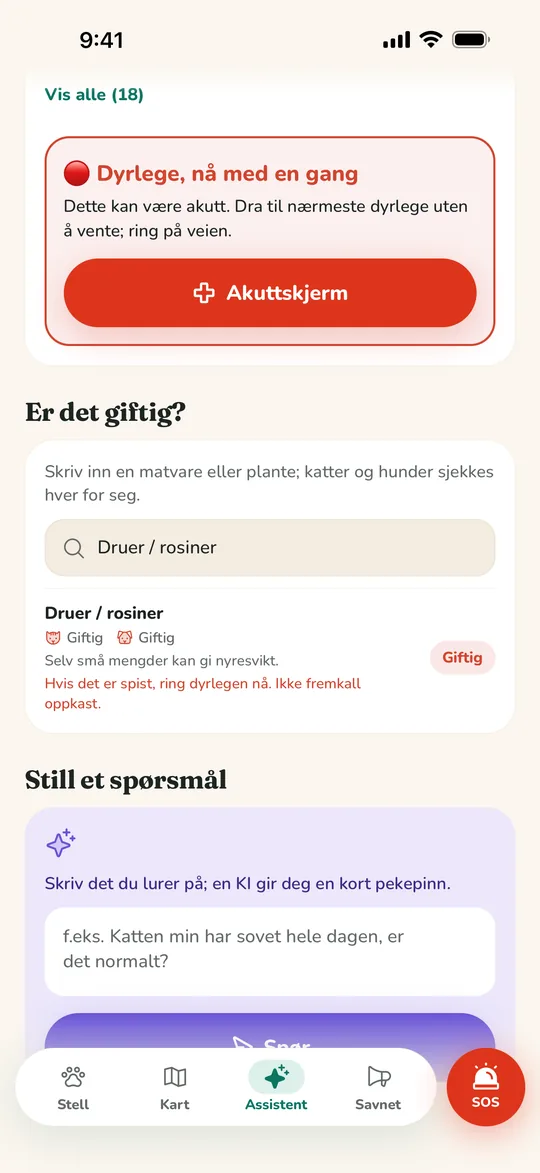 9:41
Vis alle (18)
Dyrlege, nå med en gang
Dette kan være akutt. Dra til nærmeste dyrlege uten
å vente; ring på veien.
Akuttskjerm
Er det giftig?
Skriv inn en matvare eller plante; katter og hunder sjekkes
hver for seg.
Druer / rosiner
Druer / rosiner
Giftig Giftig
Selv små mengder kan gi nyresvikt.
Giftig
Hvis det er spist, ring dyrlegen nå. Ikke fremkall
oppkast.
Still et spørsmål
Skriv det du lurer på; en KI gir deg en kort pekepinn.
f.eks. Katten min har sovet hele dagen, er
det normalt?
Spør
Stell Kart Assistent Savnet SOS